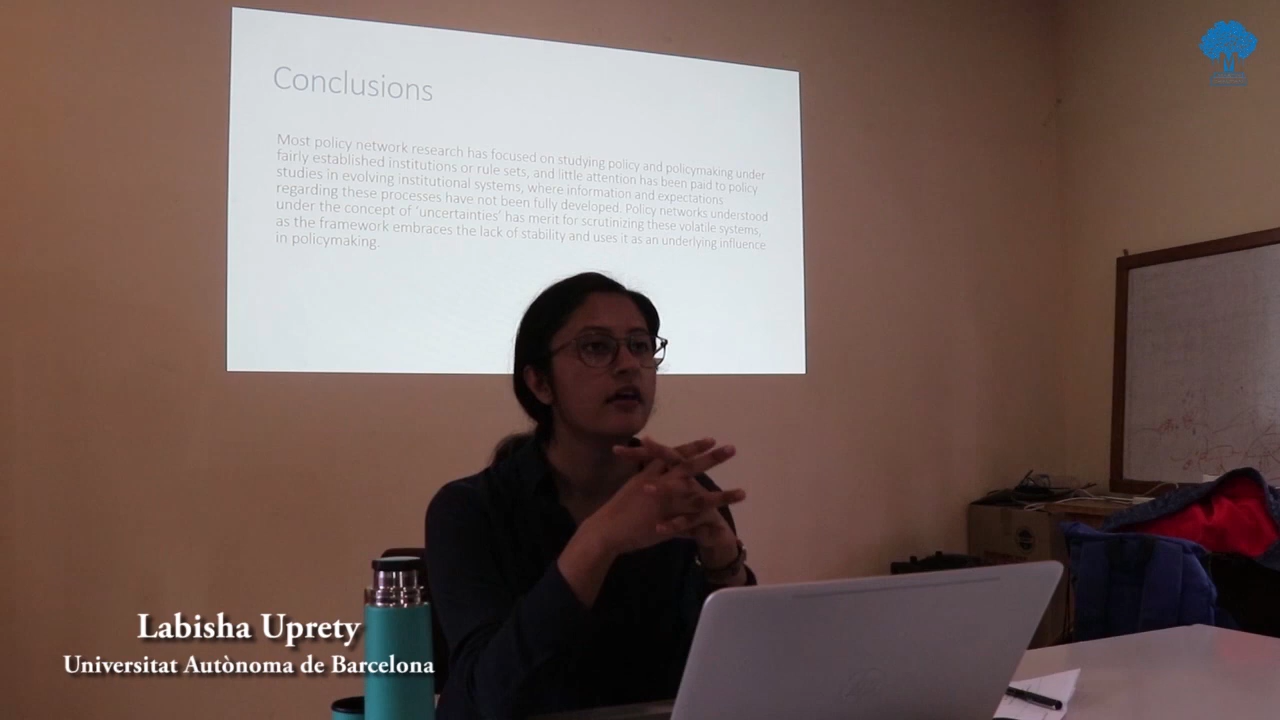 Conclusions
Most policy network research has focused on studying policy and policymaking under
fairly established institutions or rule sets, and little attention has been paid to policy
studies in evolving institutional systems, where information and expectations
regarding these processes have not been fully developed. Policy networks understood
under the concept of ‘uncertainties’ has merit for scrutinizing these volatile systems,
as the framework embraces the lack of stability and uses it as an underlying influence
in policymaking.
Labisha Uprety
Universitat Autònoma de Barcelona